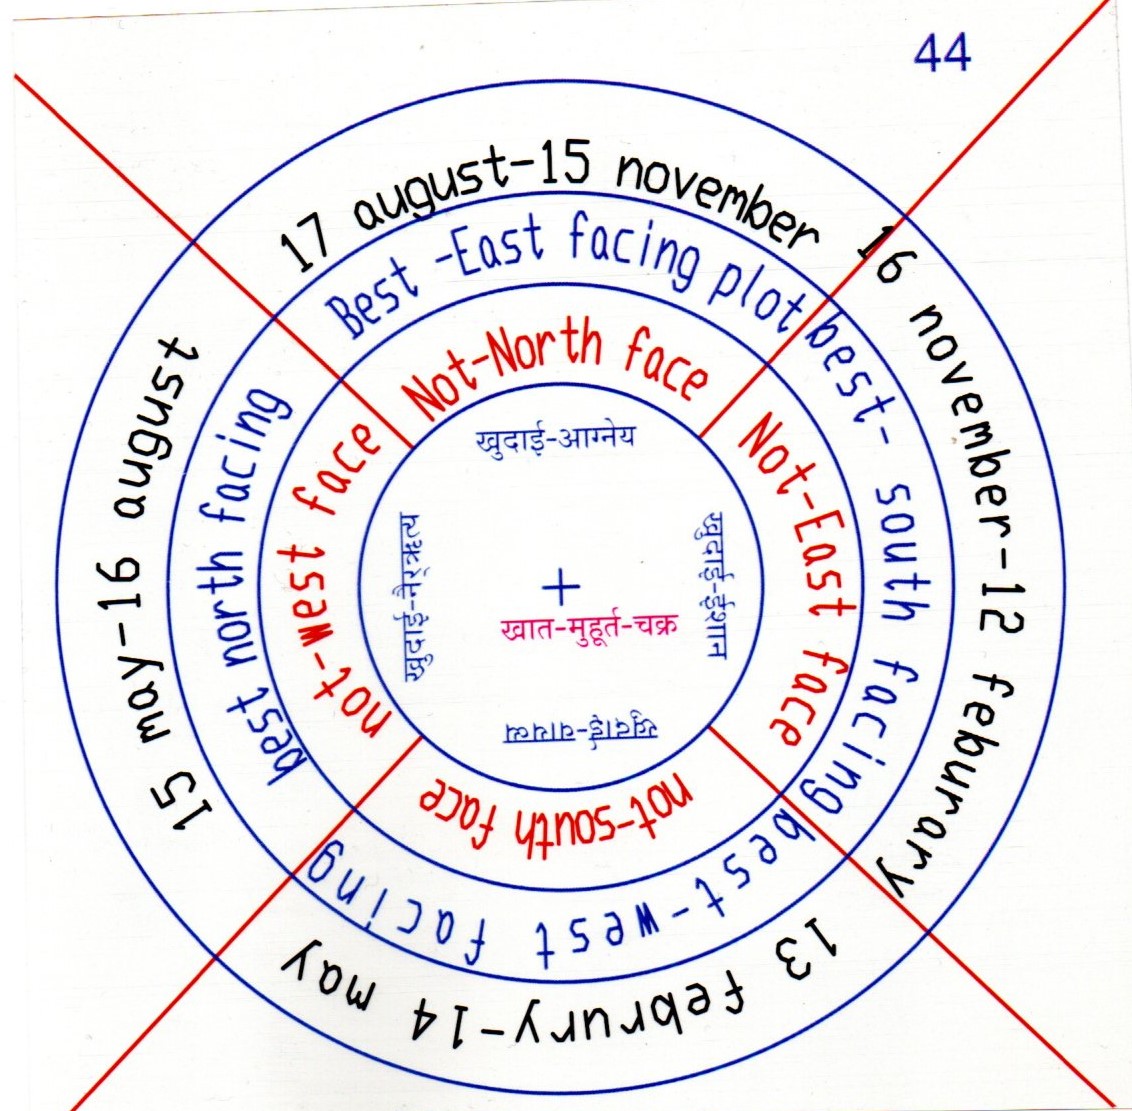 44
17 august-15 november
Best -East facing plot
Not-North face
खुदाई-आग्नेय
16 november-12 feburary
best- south facing
Not-East face
खुदाई-ईशान
13 februry-14 may
best-west facing
not-south face
खुदाई-वायव्य
15 may-16 august
best north facing
not-west face
खुदाई-नैर्ऋत्य
खात-मुहूर्त-चक्र